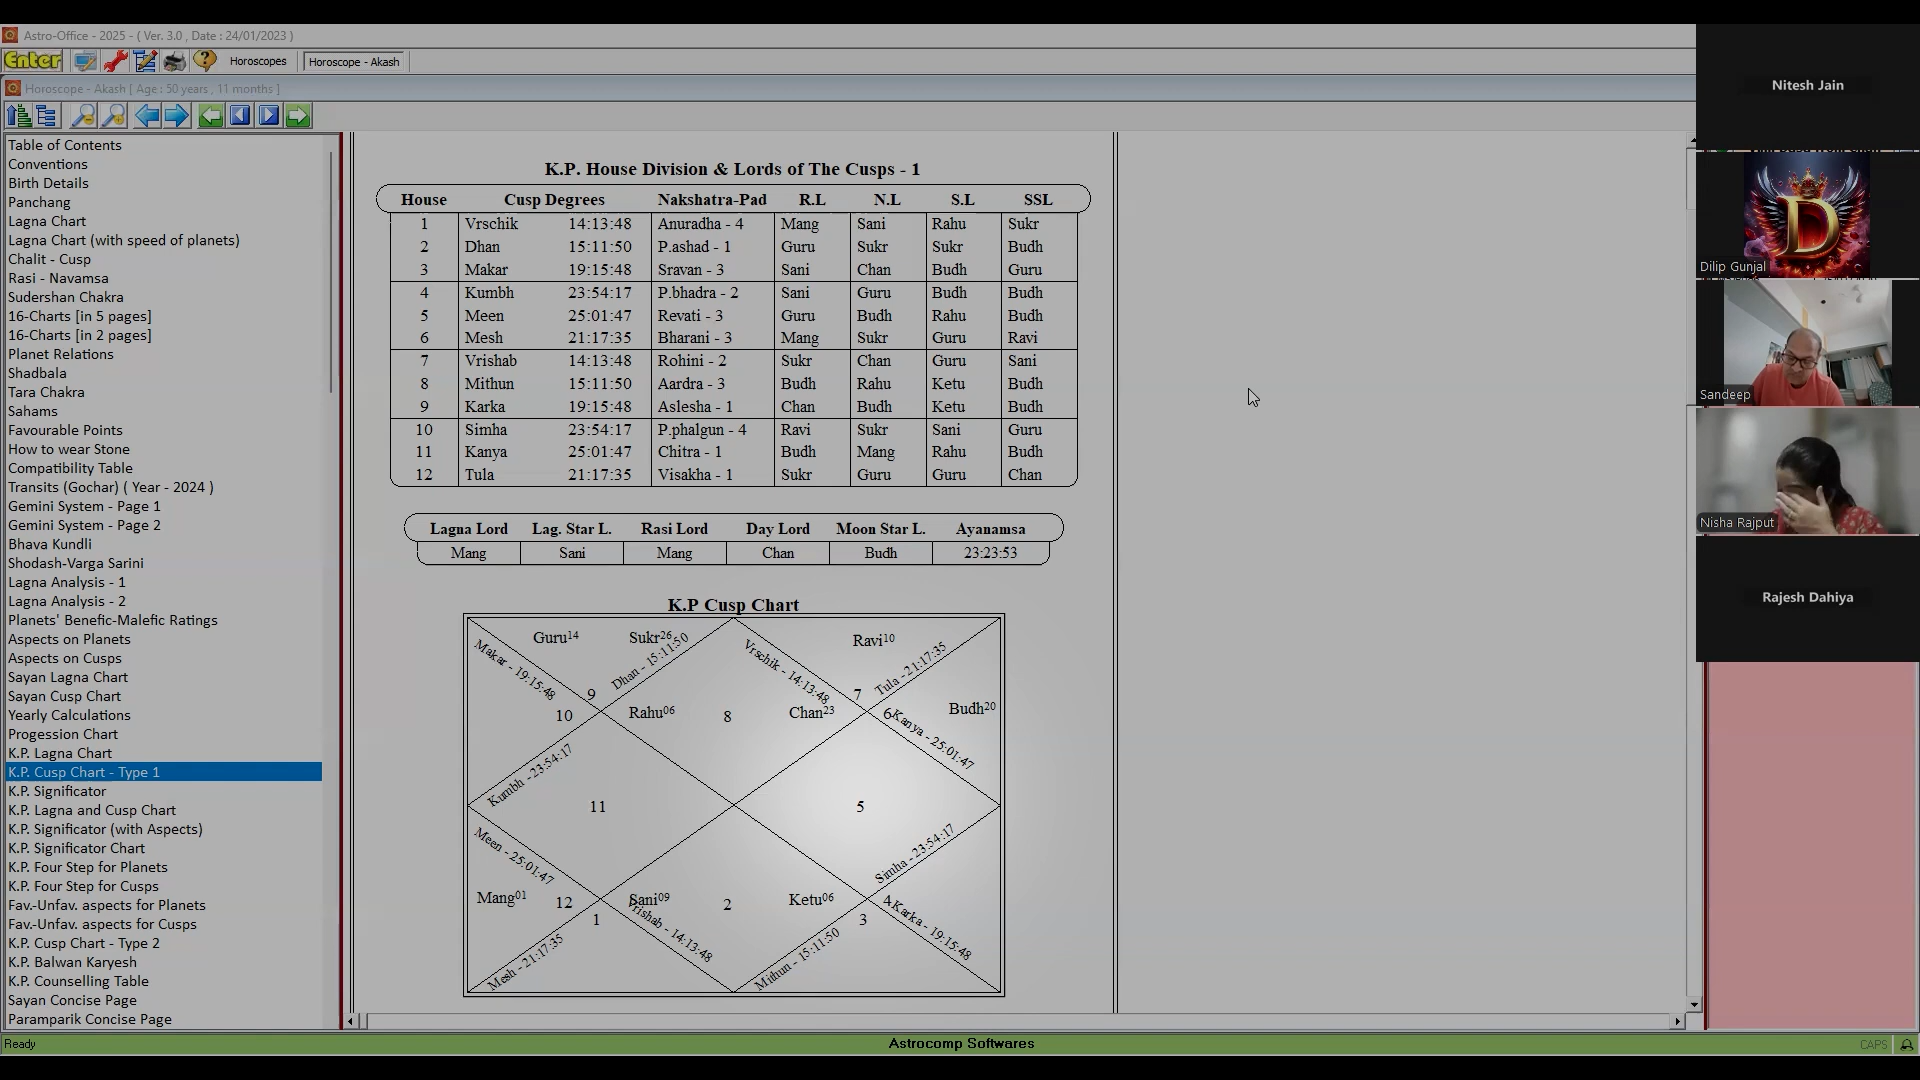 Astro-Office - 2025 - ( Ver. 3.0 , Date : 24/01/2023 )
Enter Horoscopes Horoscope - Akash
Horoscope - Akash [ Age : 50 years , 11 months ]
Table of Contents
Conventions
Birth Details
Panchang
Lagna Chart
Lagna Chart (with speed of planets)
Chalit - Cusp
Rasi - Navamsa
Sudershan Chakra
16-Charts [in 5 pages]
16-Charts [in 2 pages]
Planet Relations
Shadbala
Tara Chakra
Sahams
Favourable Points
How to wear Stone
Compatibility Table
Transits (Gochar) ( Year - 2024 )
Gemini System - Page 1
Gemini System - Page 2
Bhava Kundli
Shodash-Varga Sarini
Lagna Analysis - 1
Lagna Analysis - 2
Planets' Benefic-Malefic Ratings
Aspects on Planets
Aspects on Cusps
Sayan Lagna Chart
Sayan Cusp Chart
Yearly Calculations
Progession Chart
K.P. Lagna Chart
K.P. Cusp Chart - Type 1
K.P. Significator
K.P. Lagna and Cusp Chart
K.P. Significator (with Aspects)
K.P. Significator Chart
K.P. Four Step for Planets
K.P. Four Step for Cusps
Fav.-Unfav. aspects for Planets
Fav.-Unfav. aspects for Cusps
K.P. Cusp Chart - Type 2
K.P. Balwan Karyesh
K.P. Counselling Table
Sayan Concise Page
Paramparik Concise Page
K.P. House Division & Lords of The Cusps - 1
House Cusp Degrees Nakshatra-Pad R.L N.L S.L SSL
1 Vrschik 14:13:48 Anuradha - 4 Mang Sani Rahu Sukr
2 Dhan 15:11:50 P.ashad - 1 Guru Sukr Sukr Budh
3 Makar 19:15:48 Sravan - 3 Sani Chan Budh Guru
4 Kumbh 23:54:17 P.bhadra - 2 Sani Guru Budh Budh
5 Meen 25:01:47 Revati - 3 Guru Budh Rahu Budh
6 Mesh 21:17:35 Bharani - 3 Mang Sukr Guru Ravi
7 Vrishab 14:13:48 Rohini - 2 Sukr Chan Guru Sani
8 Mithun 15:11:50 Aardra - 3 Budh Rahu Ketu Budh
9 Karka 19:15:48 Aslesha - 1 Chan Budh Ketu Budh
10 Simha 23:54:17 P.phalgun - 4 Ravi Sukr Sani Guru
11 Kanya 25:01:47 Chitra - 1 Budh Mang Rahu Budh
12 Tula 21:17:35 Visakha - 1 Sukr Guru Guru Chan
Lagna Lord Lag. Star L. Rasi Lord Day Lord Moon Star L. Ayanamsa
Mang Sani Mang Chan Budh 23:23:53
K.P Cusp Chart
Guru14 Sukr26 Ravi10
Makar - 19:15:48 Dhan - 15:11:50 Vrschik - 14:13:48 Tula - 21:17:35
9 7
10 Rahu06 8 Chan23 6 Kanya - 25:01:47 Budh20
Kumbh - 23:54:17
11 5
Meen - 25:01:47 Simha - 23:54:17
Mang01 12 Sani09 2 Ketu06 4 Karka - 19:15:48
1 3
Mesh - 21:17:35 Vrishab - 14:13:48 Mithun - 15:11:50
Nitesh Jain
D
Dilip Gunjal
Sandeep
Nisha Rajput
Rajesh Dahiya
Ready Astrocomp Softwares CAPS